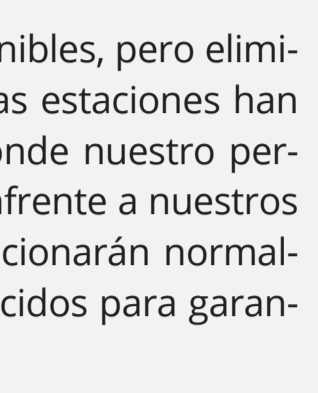 nibles, pero elimi-
as estaciones han
onde nuestro per-
frente a nuestros
cionarán normal-
cidos para garan-